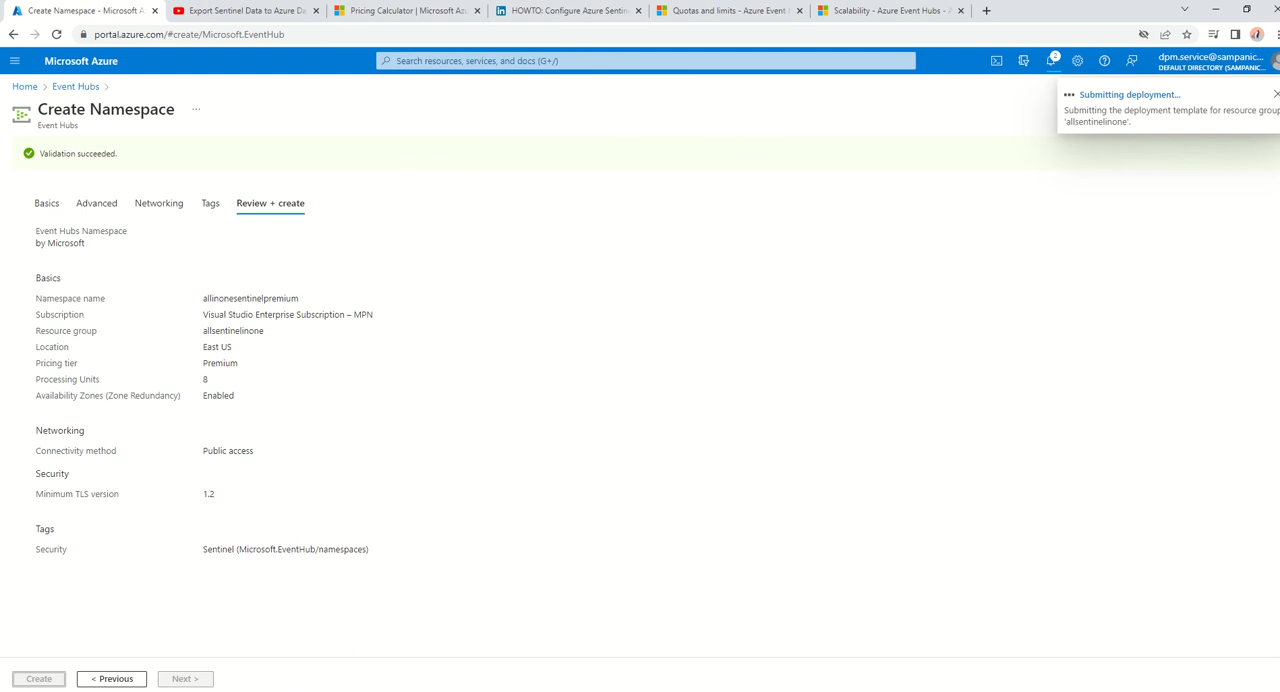 Create Namespace - Microsoft A
Export Sentinel Data to Azure Da
Pricing Calculator | Microsoft Azu
HOWTO: Configure Azure Sentin
Quotas and limits - Azure Event
Scalability - Azure Event Hubs - A
portal.azure.com/#create/Microsoft.EventHub
Microsoft Azure
Search resources, services, and docs (G+/)
2
dpm.service@sampanic...
DEFAULT DIRECTORY (SAMPANIC...
Home > Event Hubs >
Create Namespace ...
Event Hubs
Submitting deployment...
Submitting the deployment template for resource group
'allsentinelinone'.
Validation succeeded.
Basics Advanced Networking Tags Review + create
Event Hubs Namespace
by Microsoft
Basics
Namespace name allinonesentinelpremium
Subscription Visual Studio Enterprise Subscription – MPN
Resource group allsentinelinone
Location East US
Pricing tier Premium
Processing Units 8
Availability Zones (Zone Redundancy) Enabled
Networking
Connectivity method Public access
Security
Minimum TLS version 1.2
Tags
Security Sentinel (Microsoft.EventHub/namespaces)
Create < Previous Next >